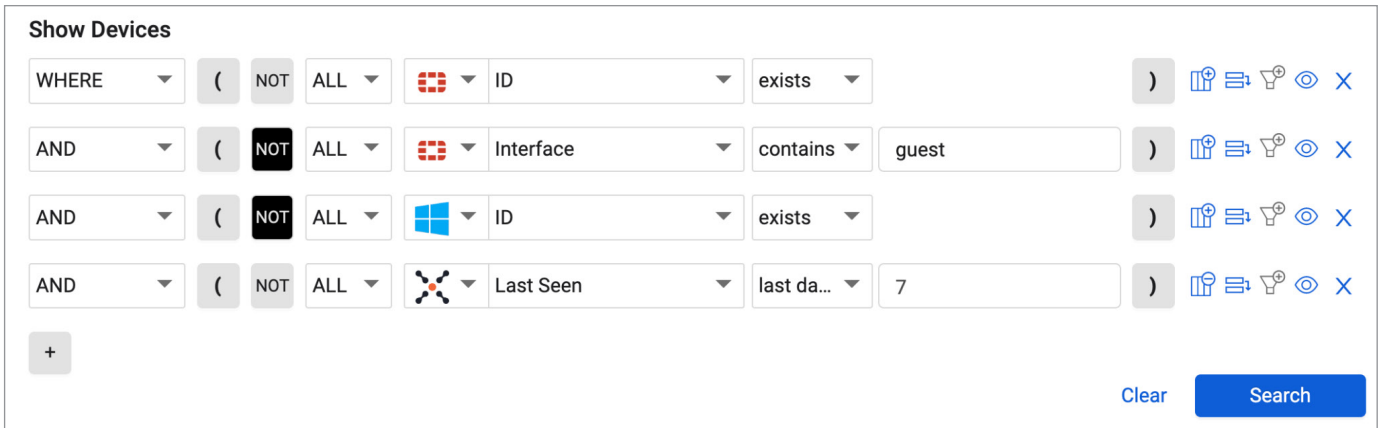 Show Devices
WHERE ( NOT ALL ID exists )
AND ( NOT ALL Interface contains guest )
AND ( NOT ALL ID exists )
AND ( NOT ALL Last Seen last da... 7 )
+
Clear Search